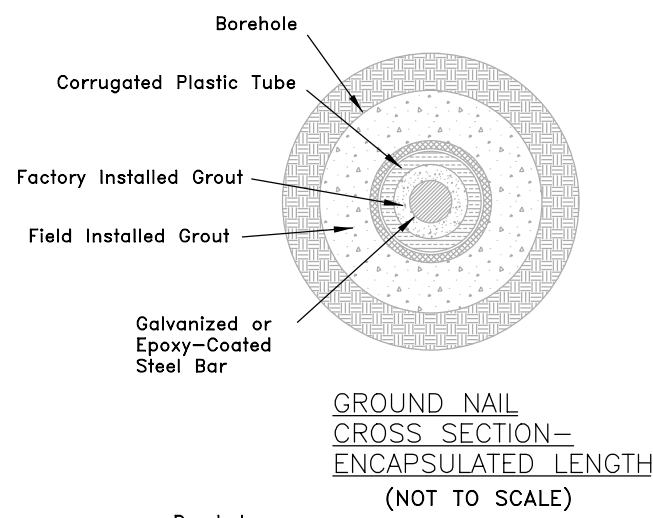 Borehole
Corrugated Plastic Tube
Factory Installed Grout
Field Installed Grout
Galvanized or
Epoxy-Coated
Steel Bar
GROUND NAIL
CROSS SECTION-
ENCAPSULATED LENGTH
(NOT TO SCALE)